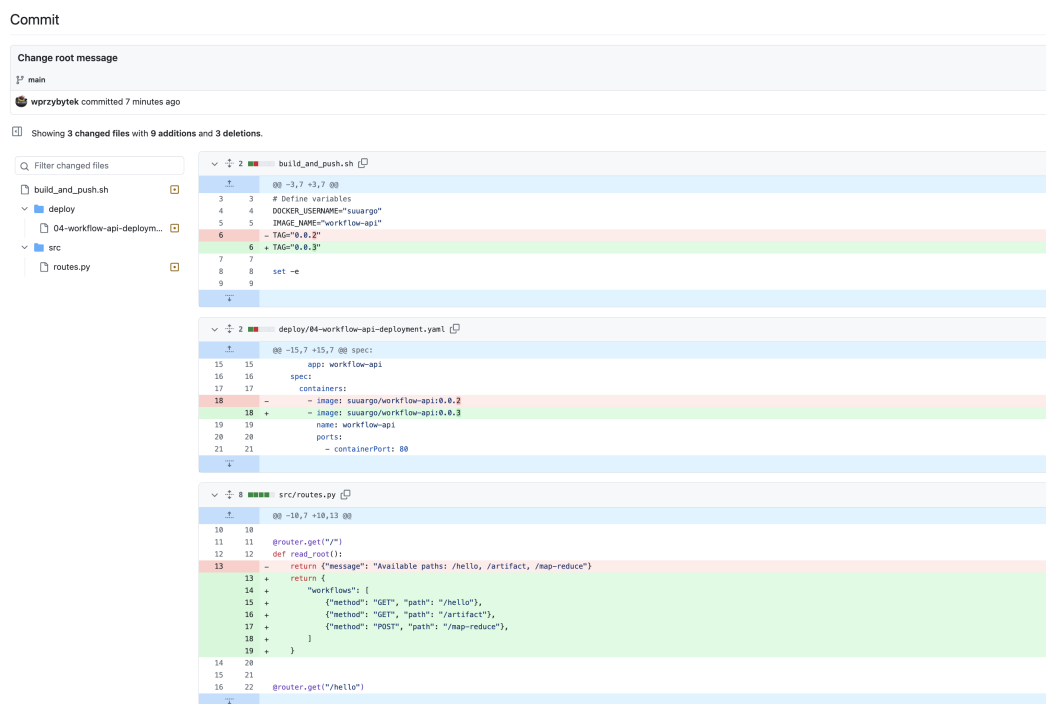 Commit
Change root message
main
wprzybytek committed 7 minutes ago
Showing 3 changed files with 9 additions and 3 deletions.
Filter changed files
build_and_push.sh
deploy
04-workflow-api-deploym...
src
routes.py
2 build_and_push.sh
@@ -3,7 +3,7 @@
3 3 # Define variables
4 4 DOCKER_USERNAME="suuargo"
5 5 IMAGE_NAME="workflow-api"
6 - TAG="0.0.2"
6 + TAG="0.0.3"
7 7
8 8 set -e
9 9
2 deploy/04-workflow-api-deployment.yaml
@@ -15,7 +15,7 @@ spec:
15 15 app: workflow-api
16 16 spec:
17 17 containers:
18 - - image: suuargo/workflow-api:0.0.2
18 + - image: suuargo/workflow-api:0.0.3
19 19 name: workflow-api
20 20 ports:
21 21 - containerPort: 80
8 src/routes.py
@@ -10,7 +10,13 @@
10 10
11 11 @router.get("/")
12 12 def read_root():
13 - return {"message": "Available paths: /hello, /artifact, /map-reduce"}
13 + return {
14 + "workflows": [
15 + {"method": "GET", "path": "/hello"},
16 + {"method": "GET", "path": "/artifact"},
17 + {"method": "POST", "path": "/map-reduce"},
18 + ]
19 + }
14 20
15 21
16 22 @router.get("/hello")